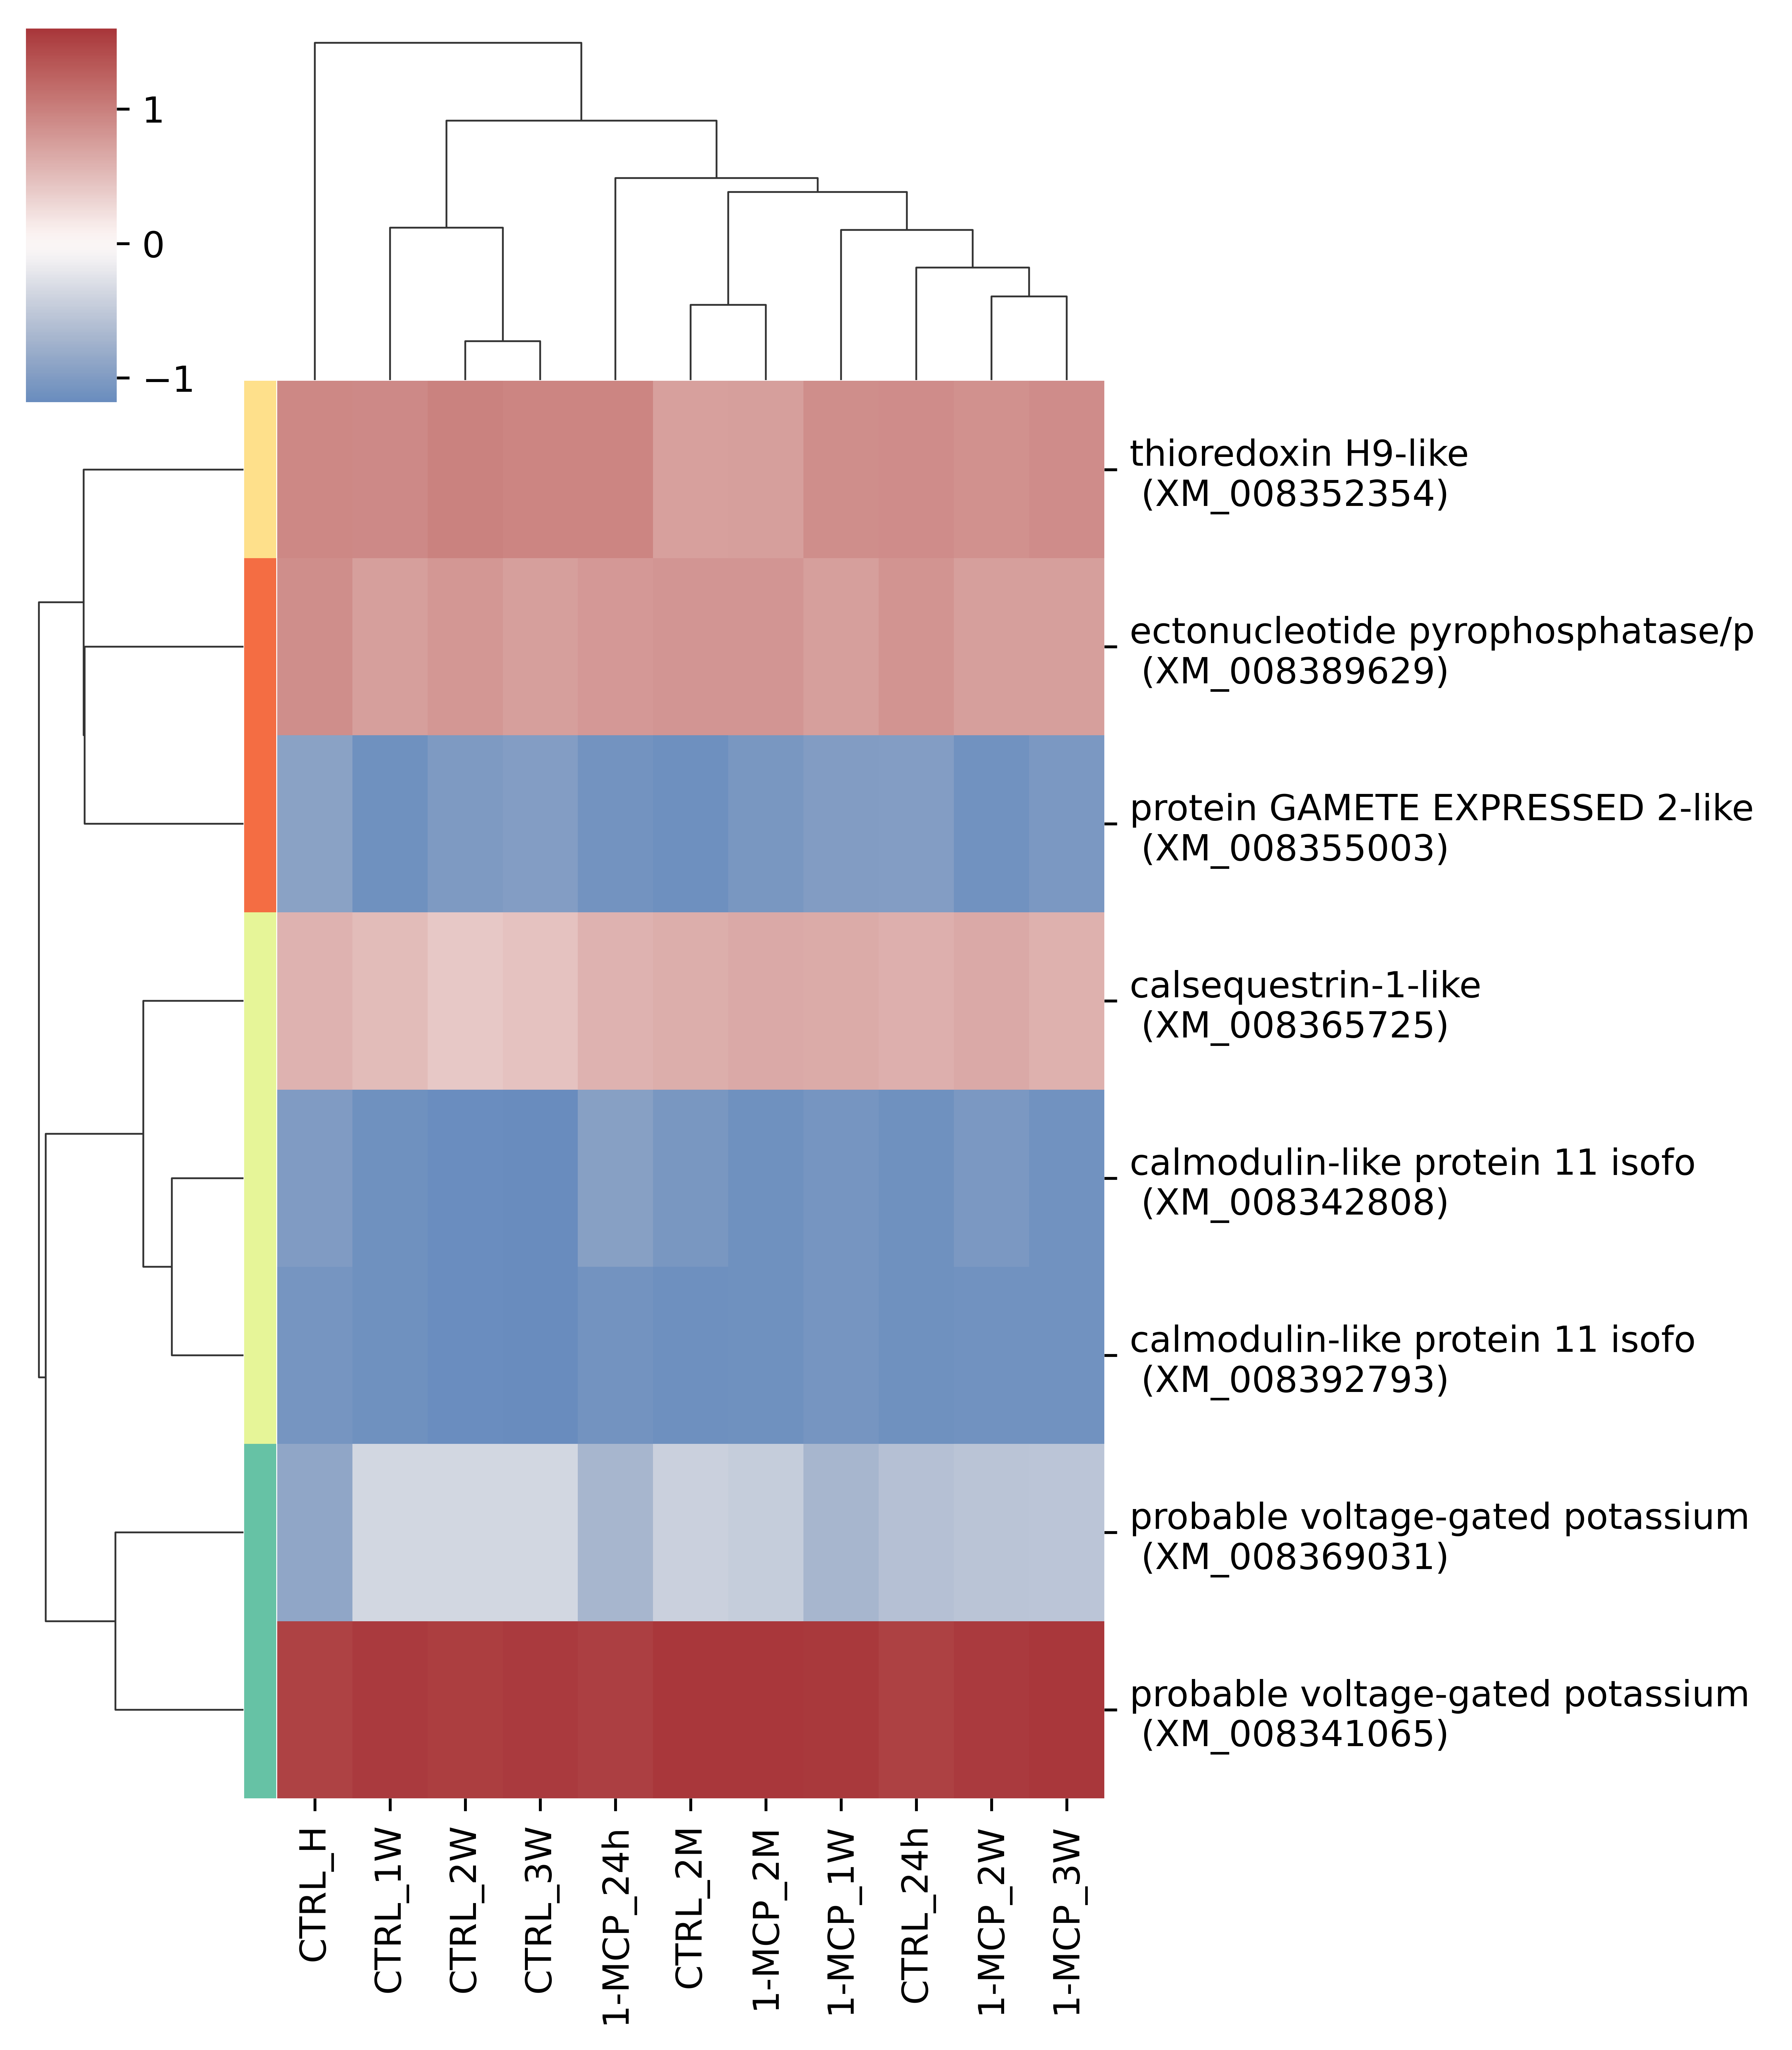 1
0
−1
thioredoxin H9-like
(XM_008352354)
ectonucleotide pyrophosphatase/p
(XM_008389629)
protein GAMETE EXPRESSED 2-like
(XM_008355003)
calsequestrin-1-like
(XM_008365725)
calmodulin-like protein 11 isofo
(XM_008342808)
calmodulin-like protein 11 isofo
(XM_008392793)
probable voltage-gated potassium
(XM_008369031)
probable voltage-gated potassium
(XM_008341065)
CTRL_H
CTRL_1W
CTRL_2W
CTRL_3W
1-MCP_24h
CTRL_2M
1-MCP_2M
1-MCP_1W
CTRL_24h
1-MCP_2W
1-MCP_3W